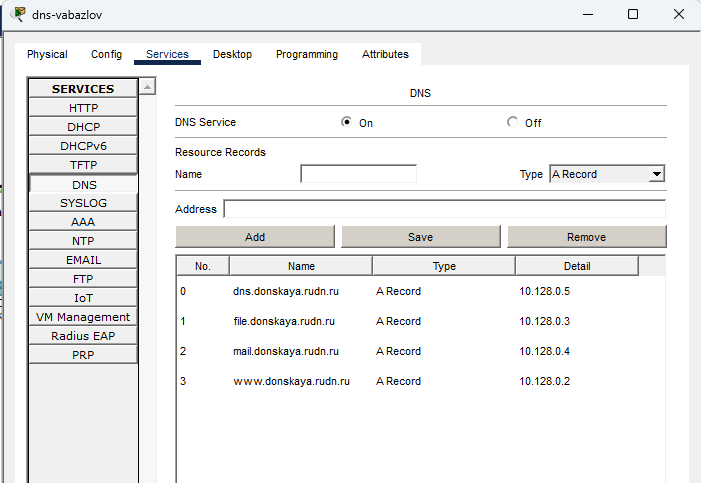 dns-vabazlov
Physical Config Services Desktop Programming Attributes
SERVICES
HTTP
DHCP
DHCPv6
TFTP
DNS
SYSLOG
AAA
NTP
EMAIL
FTP
IoT
VM Management
Radius EAP
PRP
DNS
DNS Service On Off
Resource Records
Name Type A Record
Address
Add Save Remove
No. Name Type Detail
0 dns.donskaya.rudn.ru A Record 10.128.0.5
1 file.donskaya.rudn.ru A Record 10.128.0.3
2 mail.donskaya.rudn.ru A Record 10.128.0.4
3 www.donskaya.rudn.ru A Record 10.128.0.2